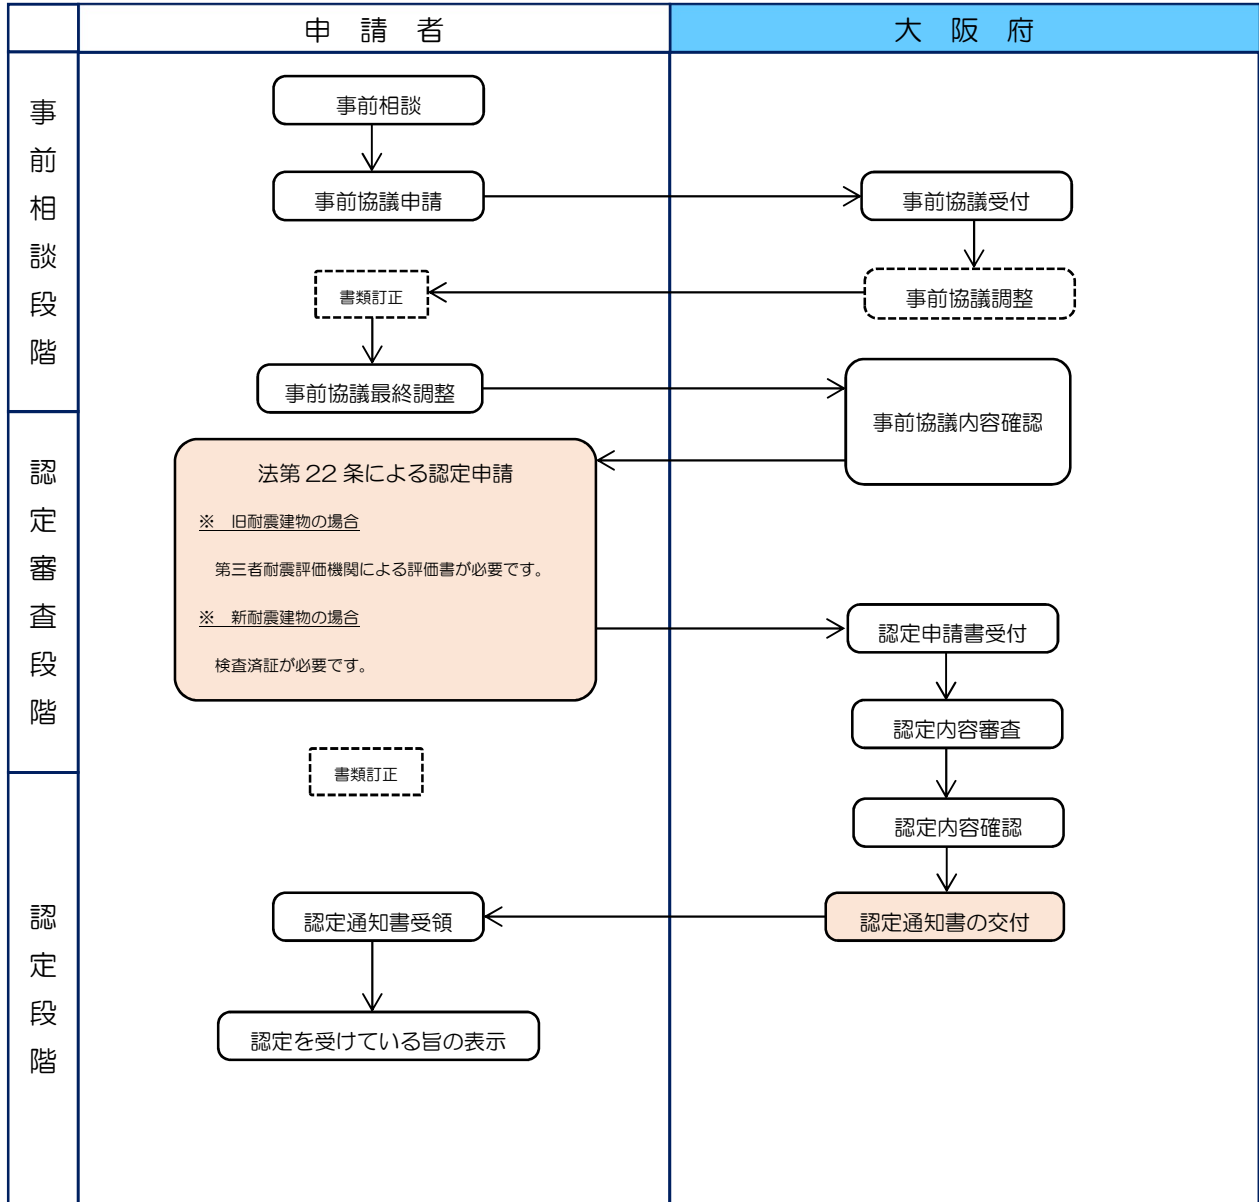 申 請 者
大 阪 府
事前相談段階
事前相談
事前協議申請
事前協議受付
書類訂正
事前協議調整
事前協議最終調整
事前協議内容確認
認定審査段階
法第 22 条による認定申請
※ 旧耐震建物の場合
第三者耐震評価機関による評価書が必要です。
※ 新耐震建物の場合
検査済証が必要です。
認定申請書受付
認定内容審査
書類訂正
認定段階
認定内容確認
認定通知書受領
認定通知書の交付
認定を受けている旨の表示